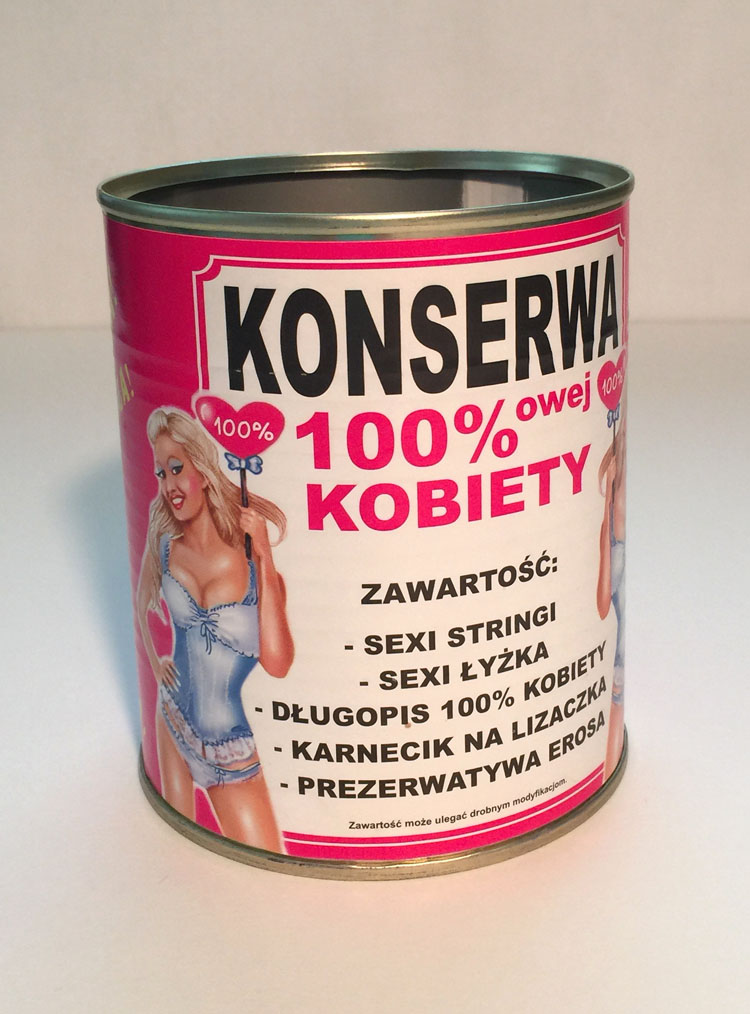 KONSERWA
100%owej
KOBIETY
100%
100%
ZAWARTOŚĆ:
- SEXI STRINGI
- SEXI ŁYŻKA
- DŁUGOPIS 100% KOBIETY
- KARNECIK NA LIZACZKA
- PREZERWATYWA EROSA
Zawartość może ulegać drobnym modyfikacjom.